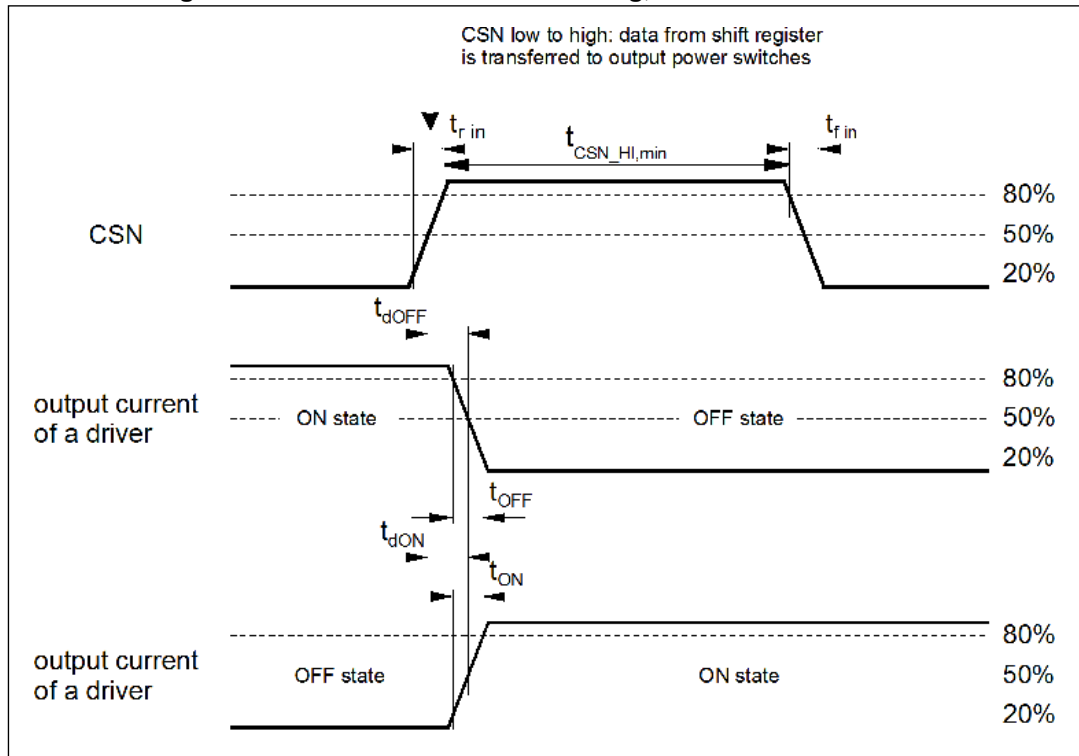 CSN low to high: data from shift register
is transferred to output power switches
t_r in
t_CSN_HI,min
t_f in
80%
CSN
50%
20%
t_dOFF
80%
output current
of a driver
ON state
50%
OFF state
20%
t_OFF
t_dON
t_ON
80%
output current
of a driver
OFF state
50%
ON state
20%